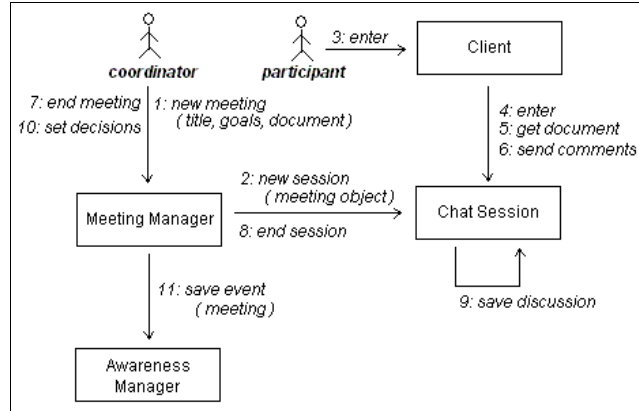 coordinator
participant
3: enter
Client
7: end meeting
10: set decisions
1: new meeting
( title, goals, document )
4: enter
5: get document
6: send comments
2: new session
( meeting object )
8: end session
Meeting Manager
Chat Session
9: save discussion
11: save event
( meeting )
Awareness
Manager